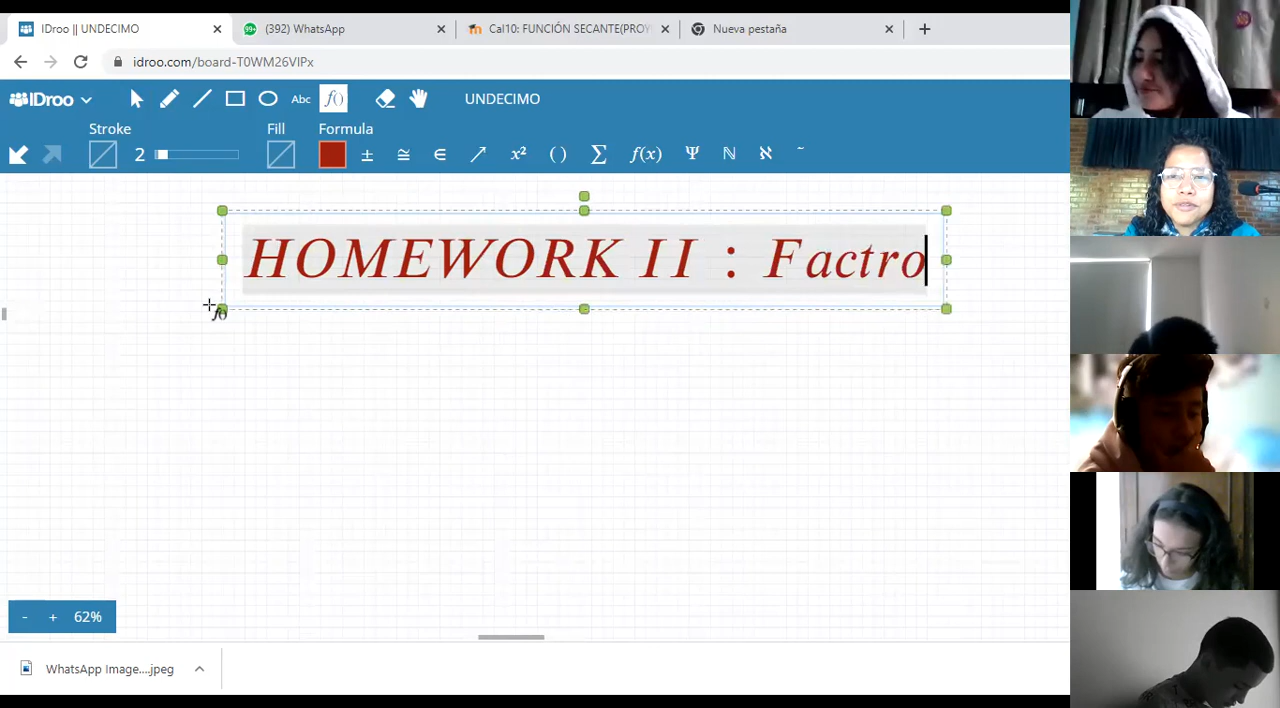 IDroo || UNDECIMO
(392) WhatsApp
Cal10: FUNCIÓN SECANTE(PROY
Nueva pestaña
idroo.com/board-T0WM26VIPx
IDroo
Abc
f()
UNDECIMO
Stroke
Fill
Formula
2
± ≅ ∈ x² ( ) ∑ f(x) Ψ ℕ ℵ ~
HOMEWORK II : Factro
f()
- + 62%
WhatsApp Image....jpeg